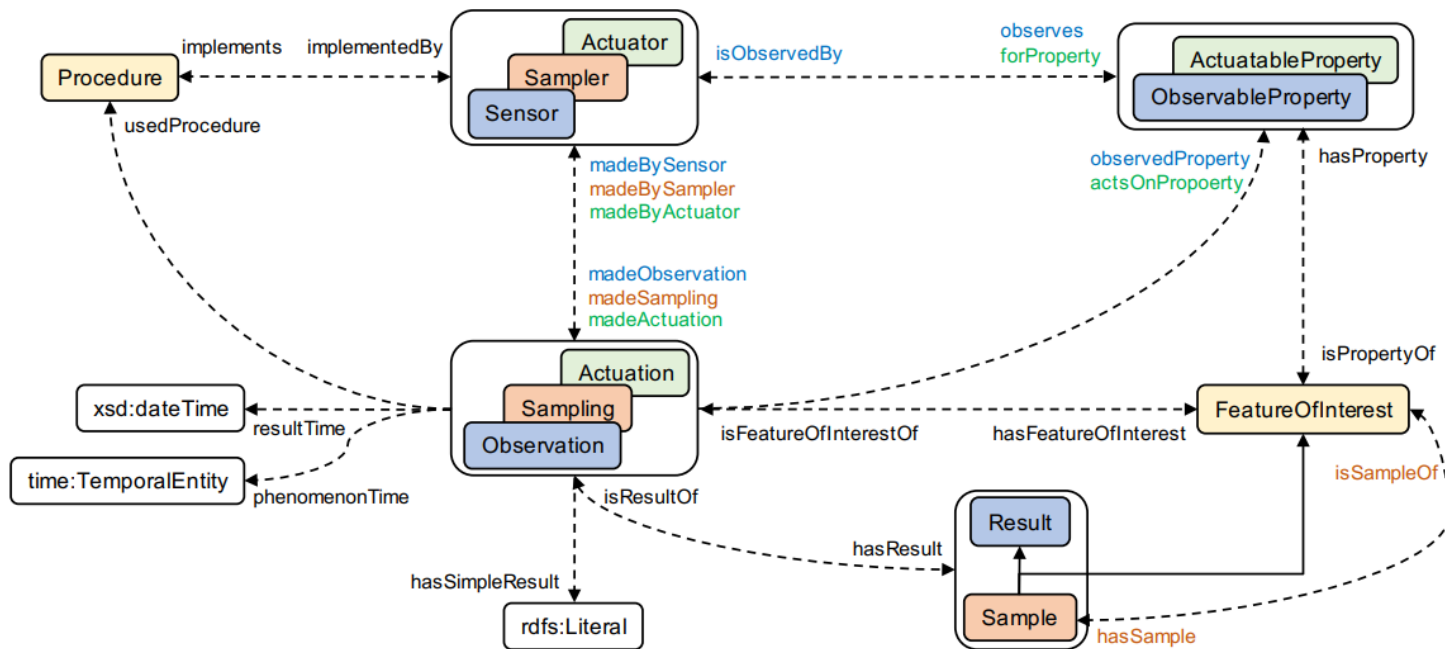 Actuator
Sampler
Sensor
implements
implementedBy
Procedure
usedProcedure
isObservedBy
observes
forProperty
ActuatableProperty
ObservableProperty
madeBySensor
madeBySampler
madeByActuator
observedProperty
actsOnPropoerty
hasProperty
madeObservation
madeSampling
madeActuation
Actuation
Sampling
Observation
isPropertyOf
xsd:dateTime
resultTime
time:TemporalEntity
phenomenonTime
isFeatureOfInterestOf
hasFeatureOfInterest
FeatureOfInterest
isSampleOf
isResultOf
hasResult
Result
Sample
hasSample
hasSimpleResult
rdfs:Literal